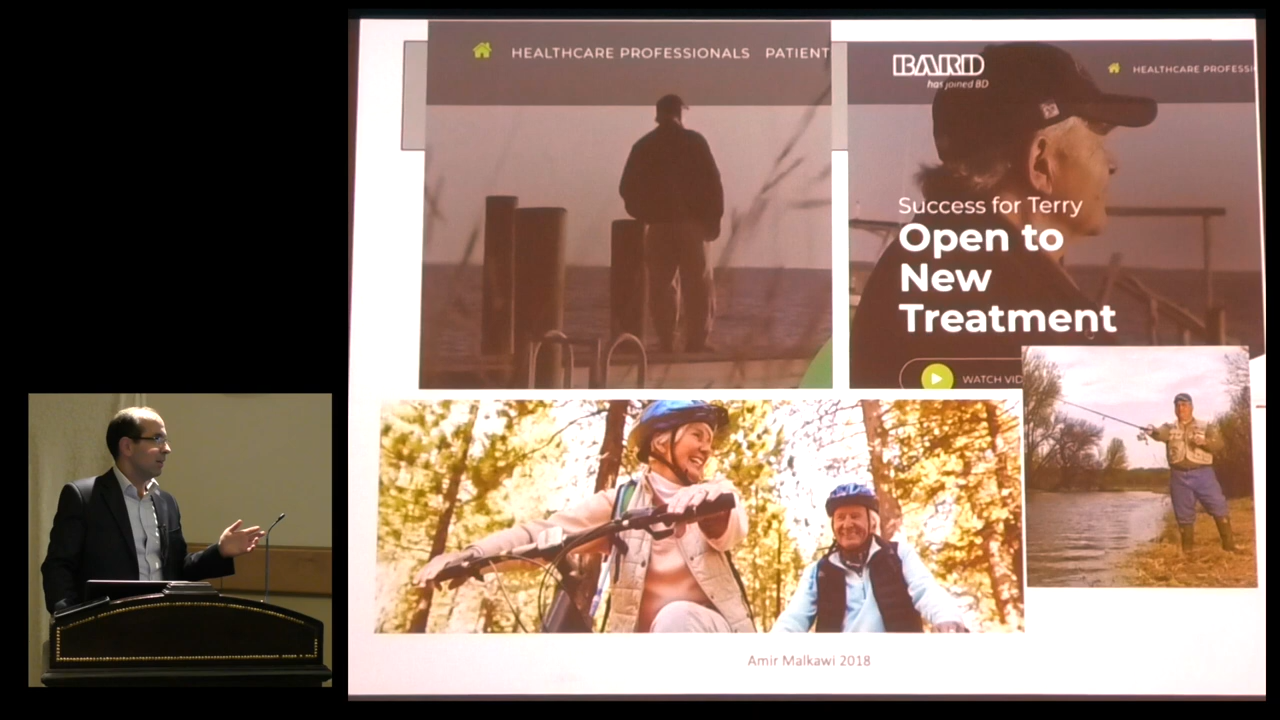 HEALTHCARE PROFESSIONALS PATIENT
BARD
has joined BD
HEALTHCARE PROFESSI
Success for Terry
Open to
New
Treatment
WATCH VID
Amir Malkawi 2018